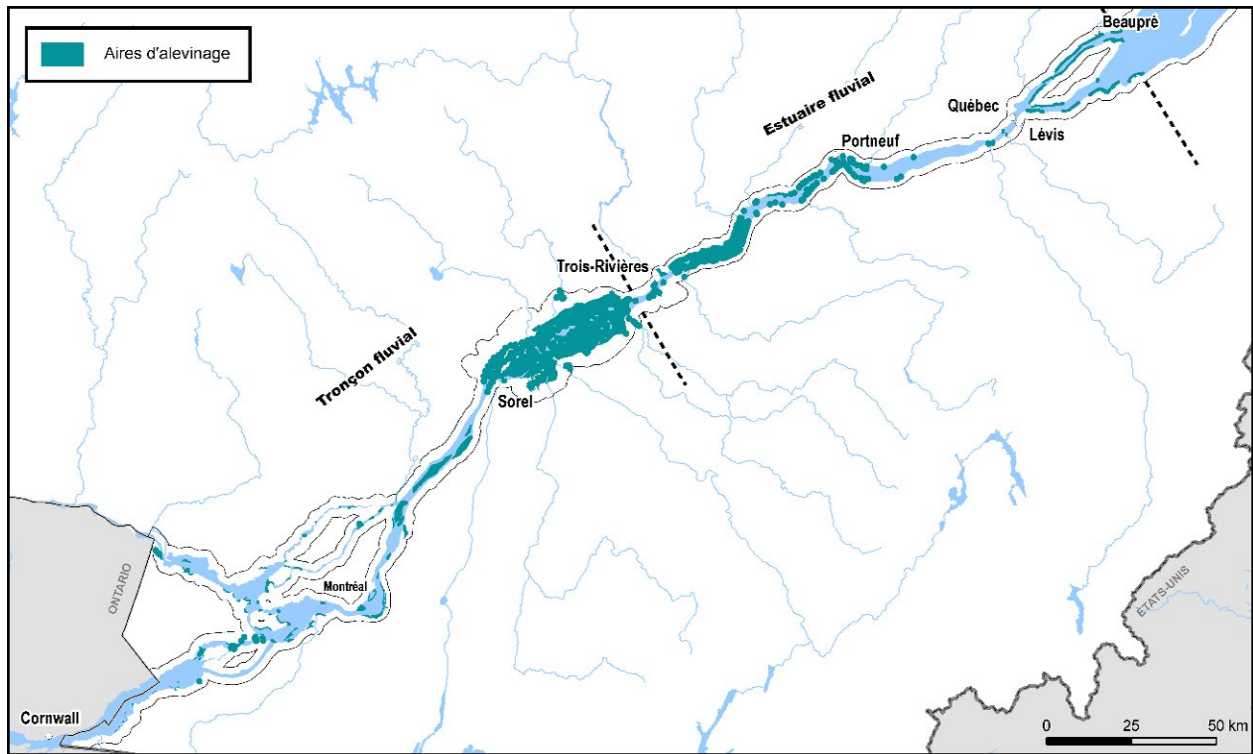 Aires d'alevinage
Beaupré
Québec
Estuaire fluvial
Lévis
Portneuf
Trois-Rivières
Tronçon fluvial
Sorel
Montréal
ONTARIO
ÉTATS-UNIS
Cornwall
0 25 50 km